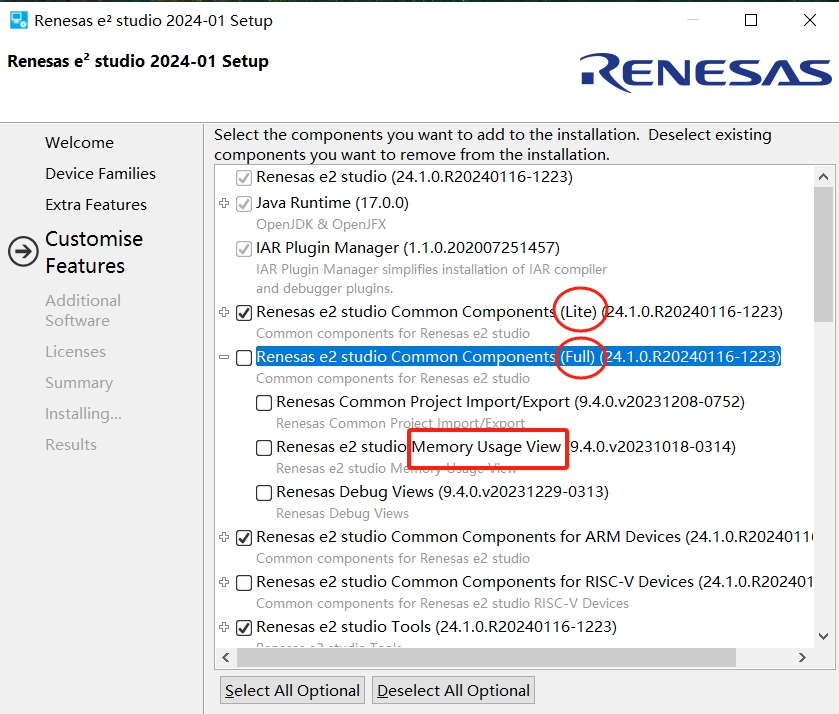 Renesas e² studio 2024-01 Setup
Renesas e² studio 2024-01 Setup
RENESAS
Welcome
Device Families
Extra Features
Customise
Features
Additional
Software
Licenses
Summary
Installing...
Results
Select the components you want to add to the installation.  Deselect existing
components you want to remove from the installation.
Renesas e2 studio (24.1.0.R20240116-1223)
Java Runtime (17.0.0)
OpenJDK & OpenJFX
IAR Plugin Manager (1.1.0.202007251457)
IAR Plugin Manager simplifies installation of IAR compiler
and debugger plugins.
Renesas e2 studio Common Components (Lite) (24.1.0.R20240116-1223)
Common components for Renesas e2 studio
Renesas e2 studio Common Components (Full) (24.1.0.R20240116-1223)
Common components for Renesas e2 studio
Renesas Common Project Import/Export (9.4.0.v20231208-0752)
Renesas Common Project Import/Export
Renesas e2 studio Memory Usage View (9.4.0.v20231018-0314)
Renesas e2 studio Memory Usage View
Renesas Debug Views (9.4.0.v20231229-0313)
Renesas Debug Views
Renesas e2 studio Common Components for ARM Devices (24.1.0.R2024011
Common components for Renesas e2 studio
Renesas e2 studio Common Components for RISC-V Devices (24.1.0.R2024
Common components for Renesas e2 studio RISC-V Devices
Renesas e2 studio Tools (24.1.0.R20240116-1223)
Renesas e2 studio Tools
Select All Optional
Deselect All Optional